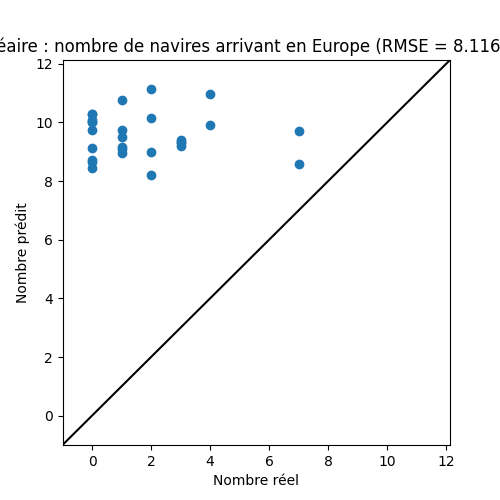 éaire : nombre de navires arrivant en Europe (RMSE = 8.116
12
10
8
6
4
2
0
Nombre prédit
0 2 4 6 8 10 12
Nombre réel